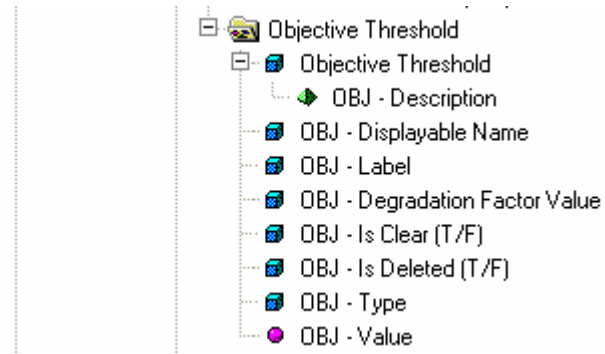 Objective Threshold
Objective Threshold
OBJ - Description
OBJ - Displayable Name
OBJ - Label
OBJ - Degradation Factor Value
OBJ - Is Clear (T/F)
OBJ - Is Deleted (T/F)
OBJ - Type
OBJ - Value